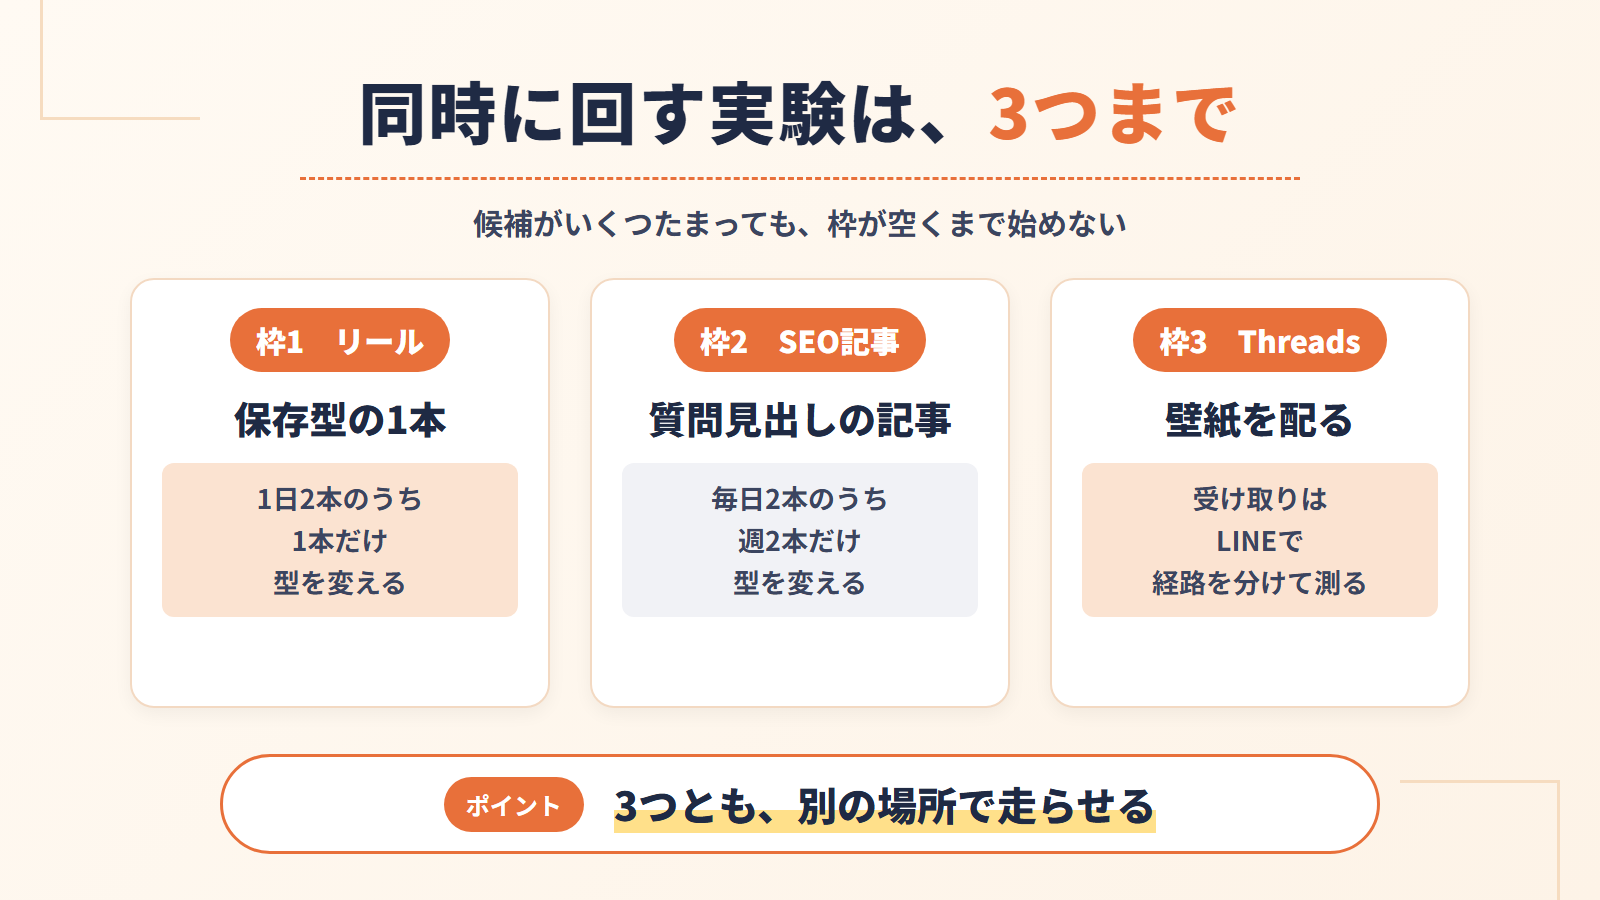 同時に回す実験は、3つまで
候補がいくつたまっても、枠が空くまで始めない
枠1　リール
保存型の1本
1日2本のうち
1本だけ
型を変える
枠2　SEO記事
質問見出しの記事
毎日2本のうち
週2本だけ
型を変える
枠3　Threads
壁紙を配る
受け取りは
LINEで
経路を分けて測る
ポイント　3つとも、別の場所で走らせる